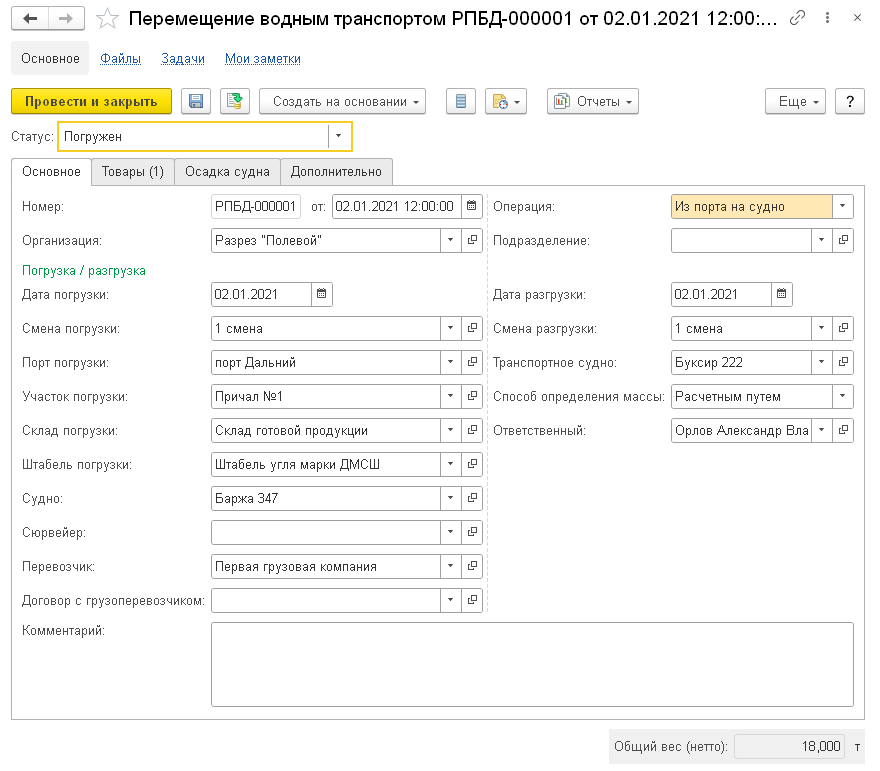 Перемещение водным транспортом РПБД-000001 от 02.01.2021 12:00:...
Основное Файлы Задачи Мои заметки
Провести и закрыть Создать на основании Отчеты Еще ?
Статус: Погружен
Основное Товары (1) Осадка судна Дополнительно
Номер: РПБД-000001 от: 02.01.2021 12:00:00 Операция: Из порта на судно
Организация: Разрез "Полевой" Подразделение:
Погрузка / разгрузка
Дата погрузки: 02.01.2021 Дата разгрузки: 02.01.2021
Смена погрузки: 1 смена Смена разгрузки: 1 смена
Порт погрузки: порт Дальний Транспортное судно: Буксир 222
Участок погрузки: Причал №1 Способ определения массы: Расчетным путем
Склад погрузки: Склад готовой продукции Ответственный: Орлов Александр Вла
Штабель погрузки: Штабель угля марки ДМСШ
Судно: Баржа 347
Сюрвейер:
Перевозчик: Первая грузовая компания
Договор с грузоперевозчиком:
Комментарий:
Общий вес (нетто): 18,000 т